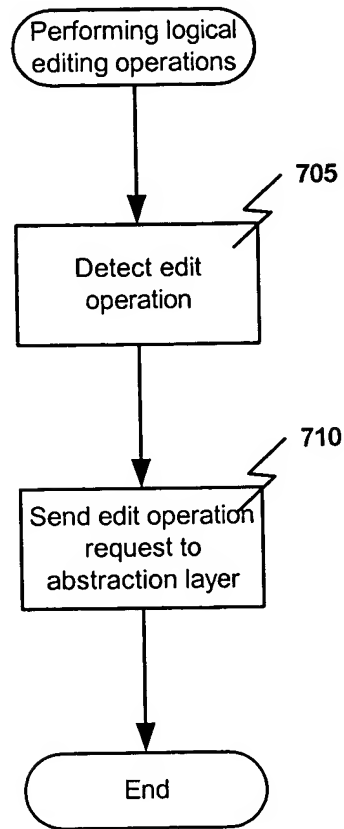 Performing logical
editing operations
705
Detect edit
operation
710
Send edit operation
request to
abstraction layer
End